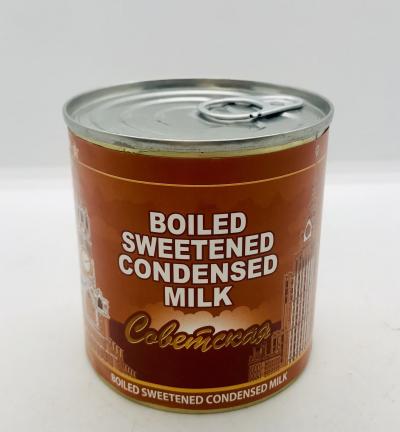 BOILED
SWEETENED
CONDENSED
MILK
Советская
BOILED SWEETENED CONDENSED MILK